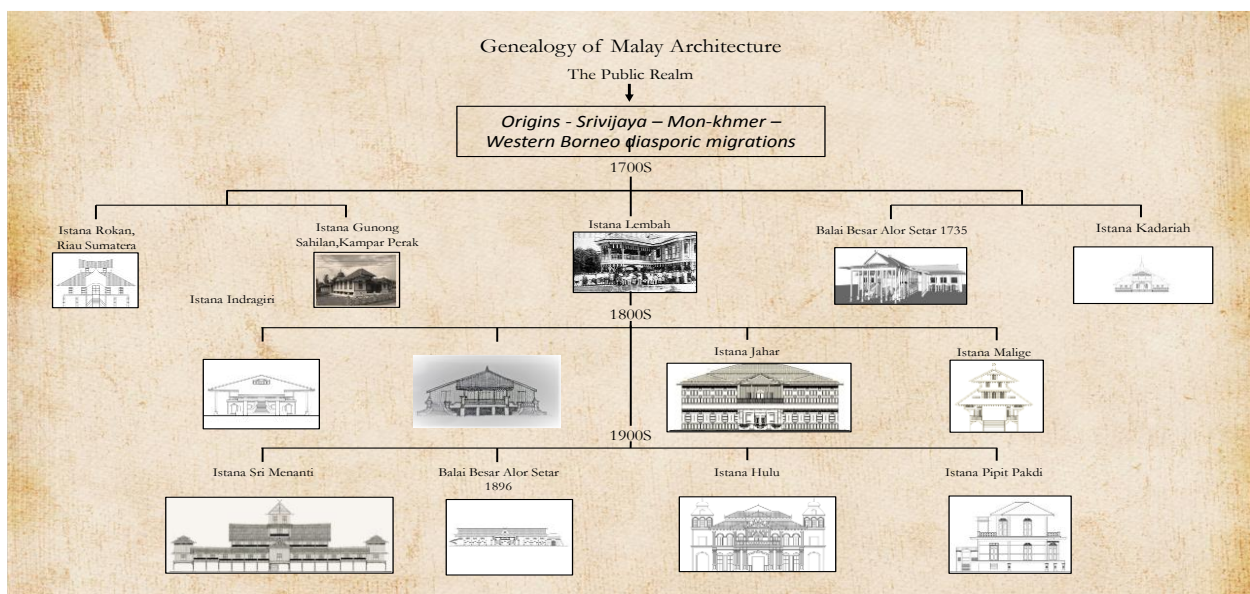 Genealogy of Malay Architecture
The Public Realm
Origins - Srivijaya – Mon-khmer –
Western Borneo diasporic migrations
1700S
Istana Rokan,
Riau Sumatera
Istana Gunong
Sahilan,Kampar Perak
Istana Lembah
Balai Besar Alor Setar 1735
Istana Kadariah
Istana Indragiri
1800S
Istana Jahar
Istana Malige
1900S
Istana Sri Menanti
Balai Besar Alor Setar
1896
Istana Hulu
Istana Pipit Pakdi